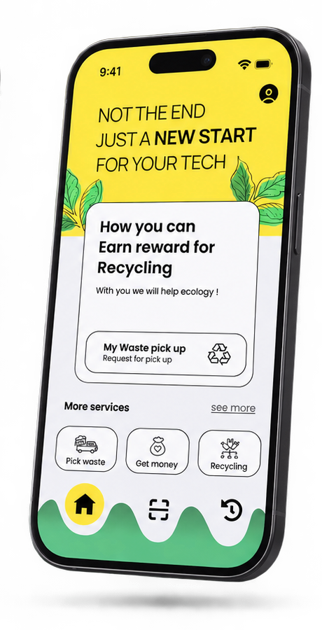 9:41
NOT THE END
JUST A NEW START
FOR YOUR TECH
How you can
Earn reward for
Recycling
With you we will help ecology !
My Waste pick up
Request for pick up
More services
see more
Pick waste
Get money
Recycling